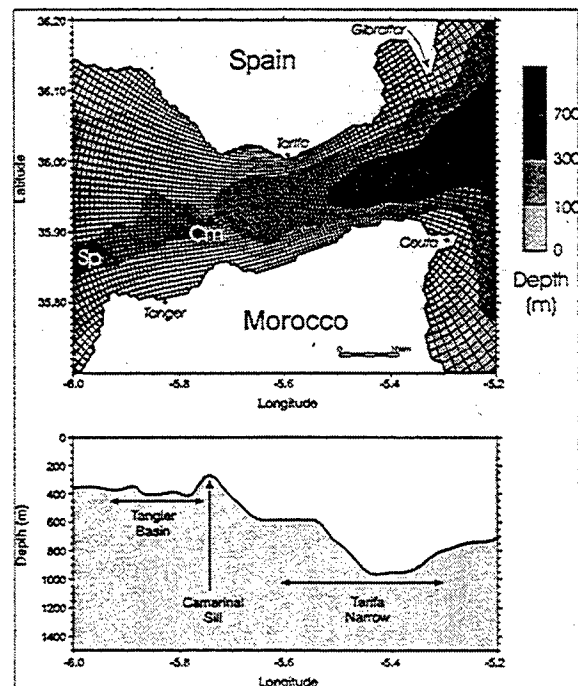 36.20
36.10
36.00
35.90
35.80
Latitude
Spain
Gibraltar
Tarifa
Cm
Sp
Ceuta
Tanger
Morocco
0
-6.0
-5.8
-5.6
-5.4
-5.2
Longitude
700
300
100
0
Depth
(m)
0
200
400
600
800
1000
1200
1400
Depth (m)
Tangier
Basin
Camarinal
Sill
Tarifa
Narrow
-6.0
-5.8
-5.6
-5.4
-5.2
Longitude